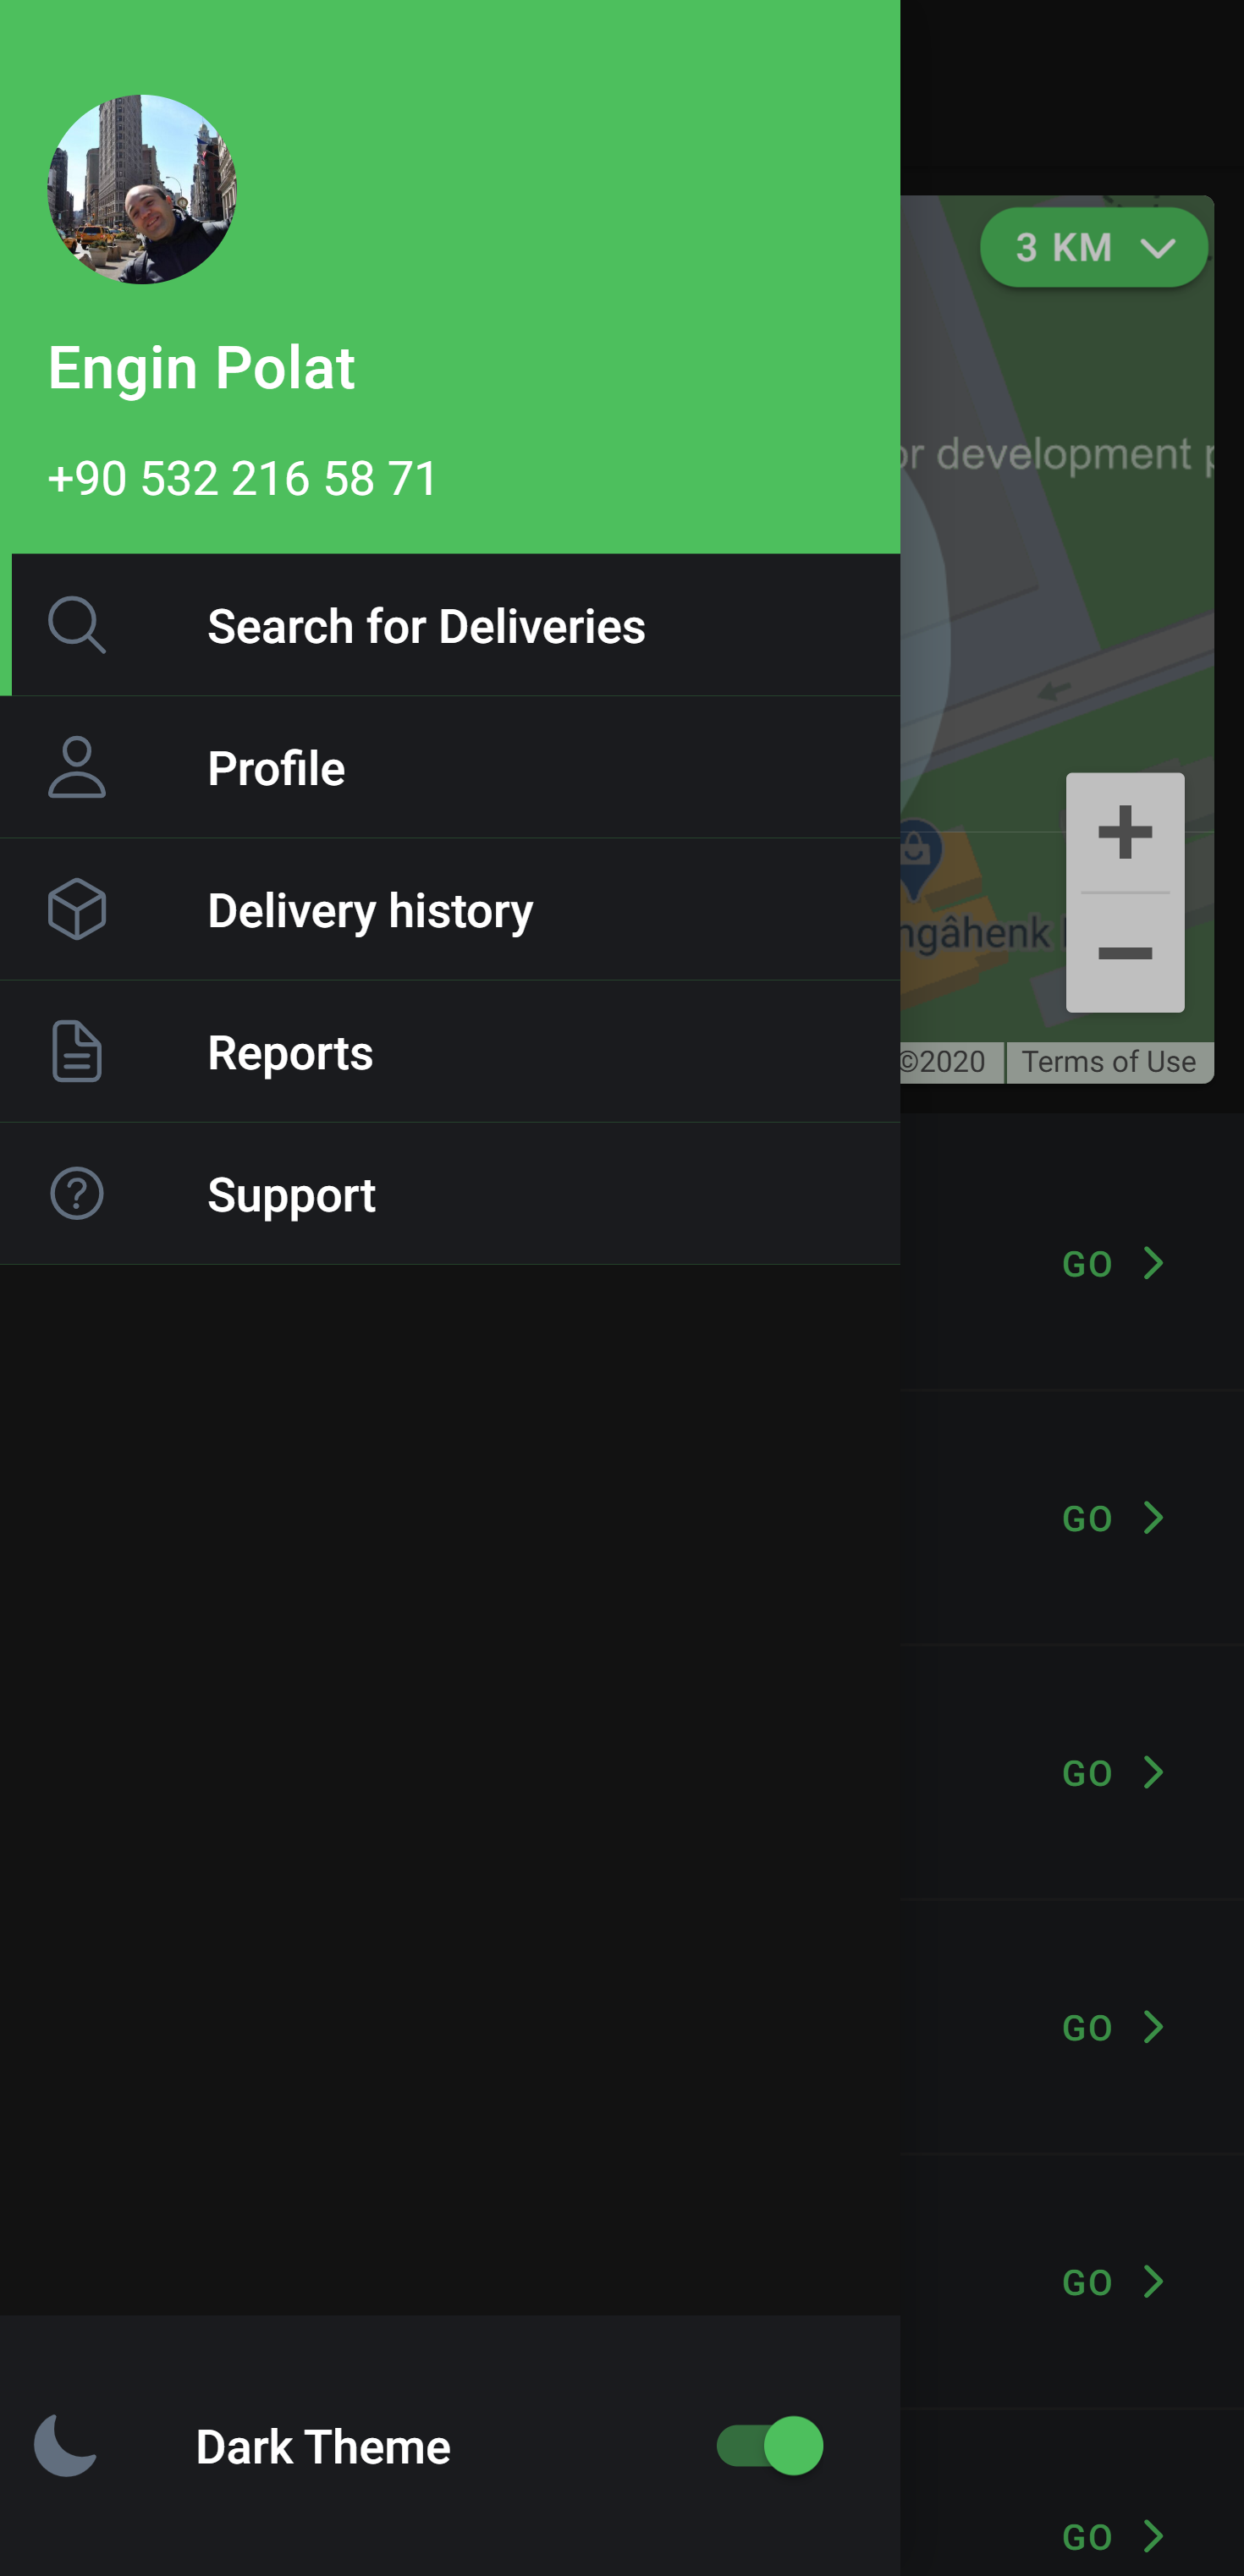 Engin Polat
+90 532 216 58 71
Search for Deliveries
Profile
Delivery history
Reports
Support
Dark Theme
3 KM
development
+
−
©2020
Terms of Use
GO
GO
GO
GO
GO
GO